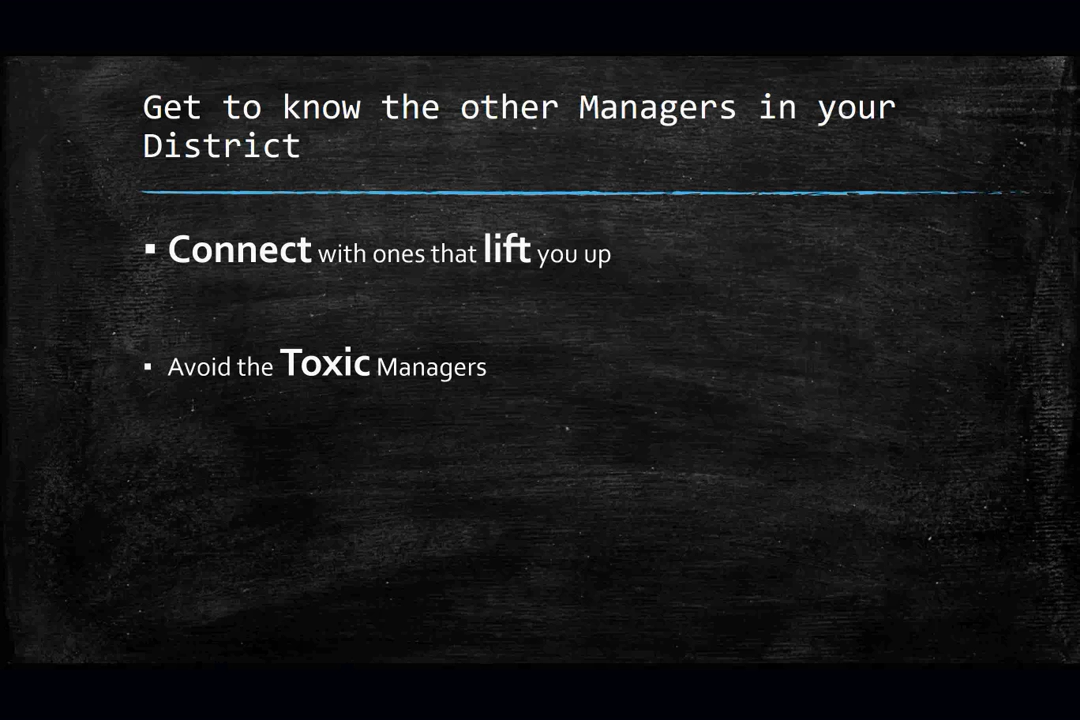 Get to know the other Managers in your
District
▪ Connect with ones that lift you up
▪ Avoid the Toxic Managers